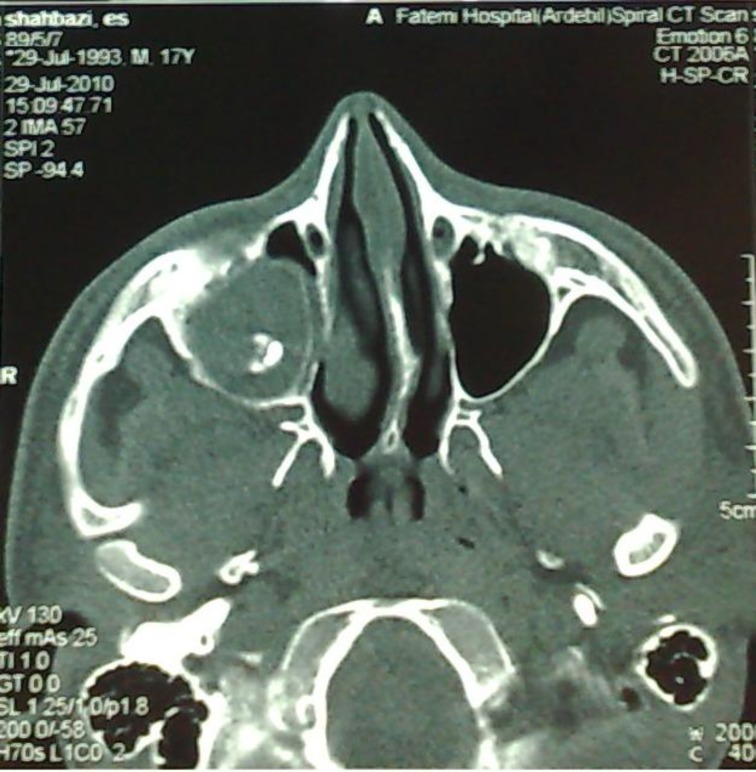 shahbazi, es
89/5/7
*29-Jul-1993, M, 17Y
29-Jul-2010
15:09:47.71
2 IMA 57
SPI 2
SP -94.4
A
Fatemi Hospital(Ardebil)Spiral CT Scan
Emotion 6
CT 2006A
H-SP-CR
R
5cm
KV 130
eff mAs 25
TI 1.0
GT 0.0
SL 1.25/1.0/p1.8
200 0/-58
H70s L1C0 2
W 200
C 40